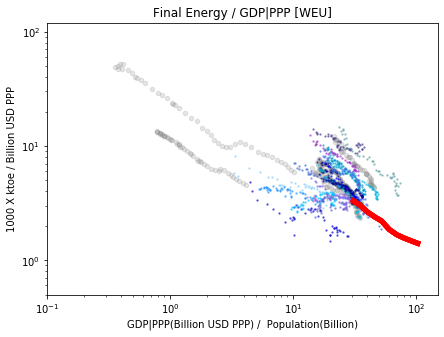 Final Energy / GDP|PPP [WEU]
1000 X ktoe / Billion USD PPP
10²
10¹
10⁰
10⁻¹ 10⁰ 10¹ 10²
GDP|PPP(Billion USD PPP) / Population(Billion)